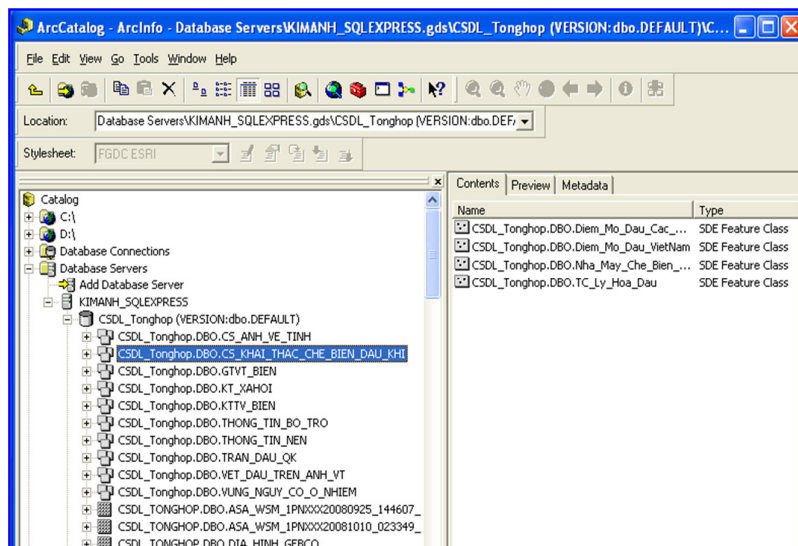 ArcCatalog - ArcInfo - Database Servers\KIMANH_SQLEXPRESS.gds\CSDL_Tonghop (VERSION:dbo.DEFAULT)\C...
File Edit View Go Tools Window Help
Location: Database Servers\KIMANH_SQLEXPRESS.gds\CSDL_Tonghop (VERSION:dbo.DEF
Stylesheet: FGDC ESRI
Contents Preview Metadata
Name Type
CSDL_Tonghop.DBO.Diem_Mo_Dau_Cac_... SDE Feature Class
CSDL_Tonghop.DBO.Diem_Mo_Dau_VietNam SDE Feature Class
CSDL_Tonghop.DBO.Nha_May_Che_Bien_... SDE Feature Class
CSDL_Tonghop.DBO.TC_Ly_Hoa_Dau SDE Feature Class
Catalog
C:\
D:\
Database Connections
Database Servers
Add Database Server
KIMANH_SQLEXPRESS
CSDL_Tonghop (VERSION:dbo.DEFAULT)
CSDL_Tonghop.DBO.CS_ANH_VE_TINH
CSDL_Tonghop.DBO.CS_KHAI_THAC_CHE_BIEN_DAU_KHI
CSDL_Tonghop.DBO.GTVT_BIEN
CSDL_Tonghop.DBO.KT_XAHOI
CSDL_Tonghop.DBO.KTTV_BIEN
CSDL_Tonghop.DBO.THONG_TIN_BO_TRO
CSDL_Tonghop.DBO.THONG_TIN_NEN
CSDL_Tonghop.DBO.TRAN_DAU_QK
CSDL_Tonghop.DBO.VET_DAU_TREN_ANH_VT
CSDL_Tonghop.DBO.VUNG_NGUY_CO_O_NHIEM
CSDL_TONGHOP.DBO.ASA_WSM_1PNXXX20080925_144607_
CSDL_TONGHOP.DBO.ASA_WSM_1PNXXX20081010_023349_
CSDL_TONGHOP.DBO.DIA_HINH_GEBCO